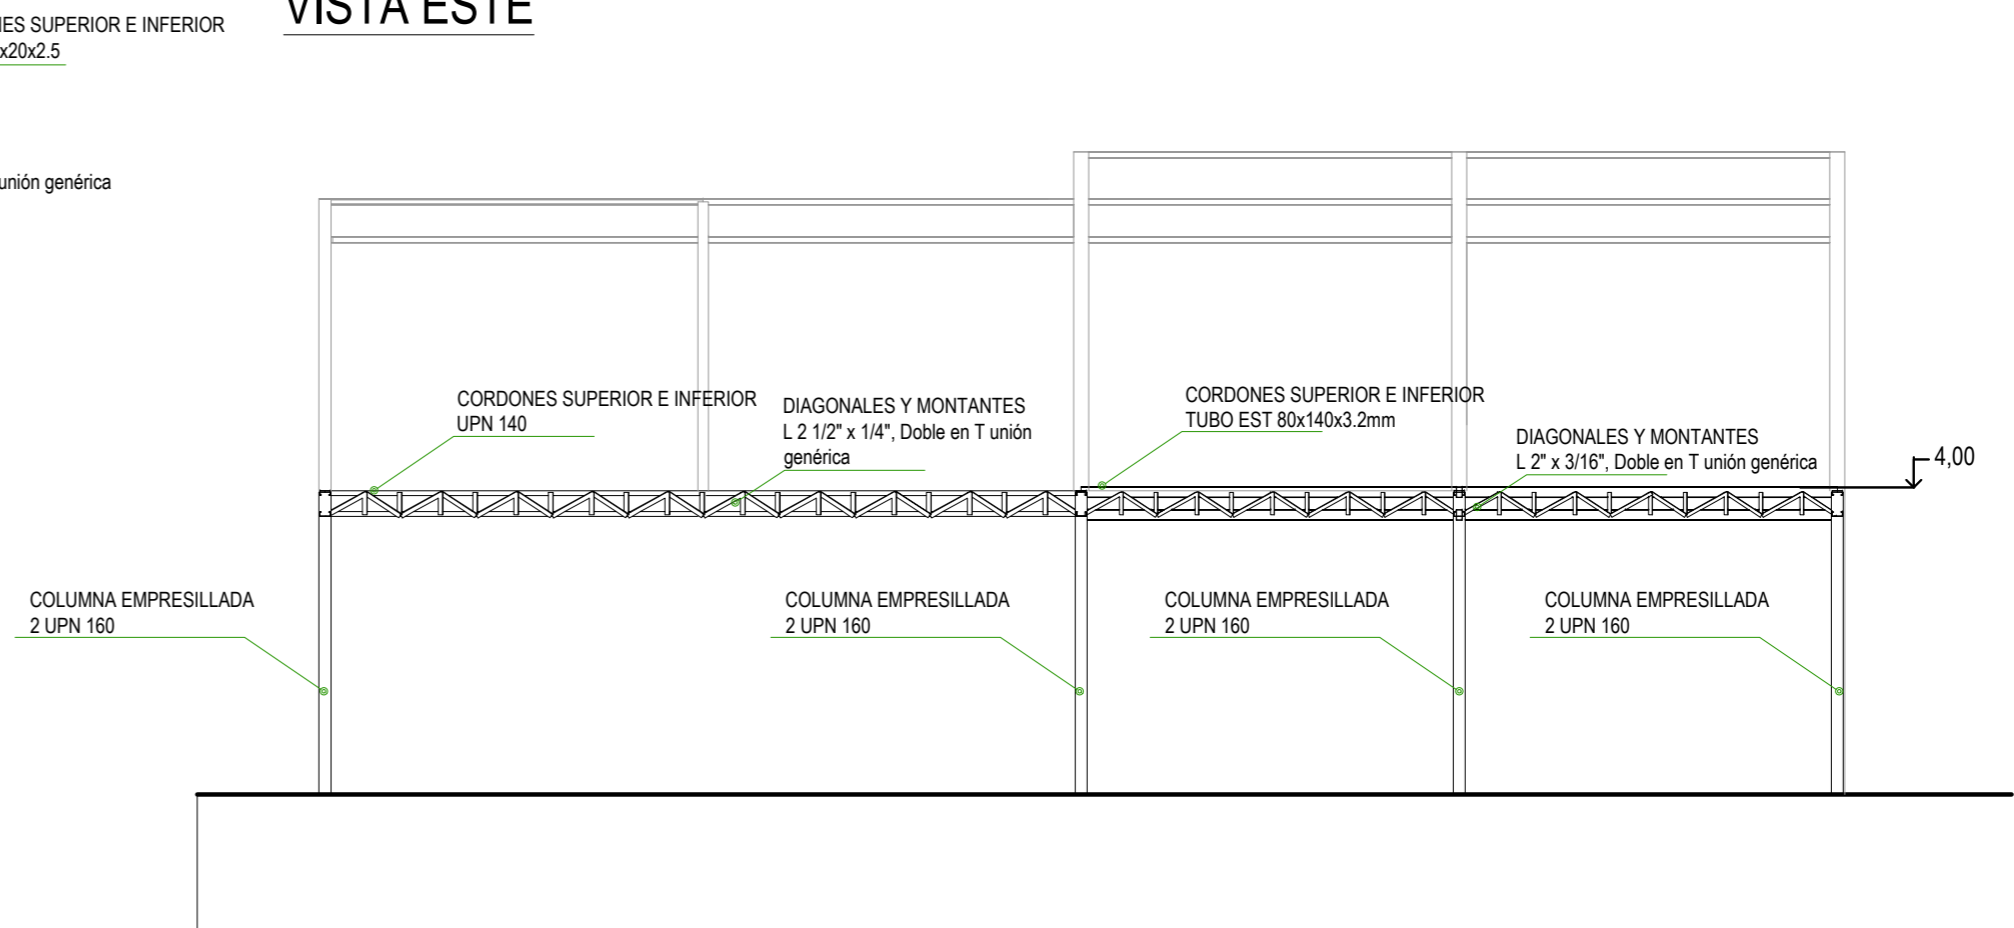 VISTA ESTE
SUPERIOR E INFERIOR
x20x2.5
unión genérica
CORDONES SUPERIOR E INFERIOR
UPN 140
DIAGONALES Y MONTANTES
L 2 1/2" x 1/4", Doble en T unión
genérica
CORDONES SUPERIOR E INFERIOR
TUBO EST 80x140x3.2mm
DIAGONALES Y MONTANTES
L 2" x 3/16", Doble en T unión genérica
4,00
COLUMNA EMPRESILLADA
2 UPN 160
COLUMNA EMPRESILLADA
2 UPN 160
COLUMNA EMPRESILLADA
2 UPN 160
COLUMNA EMPRESILLADA
2 UPN 160